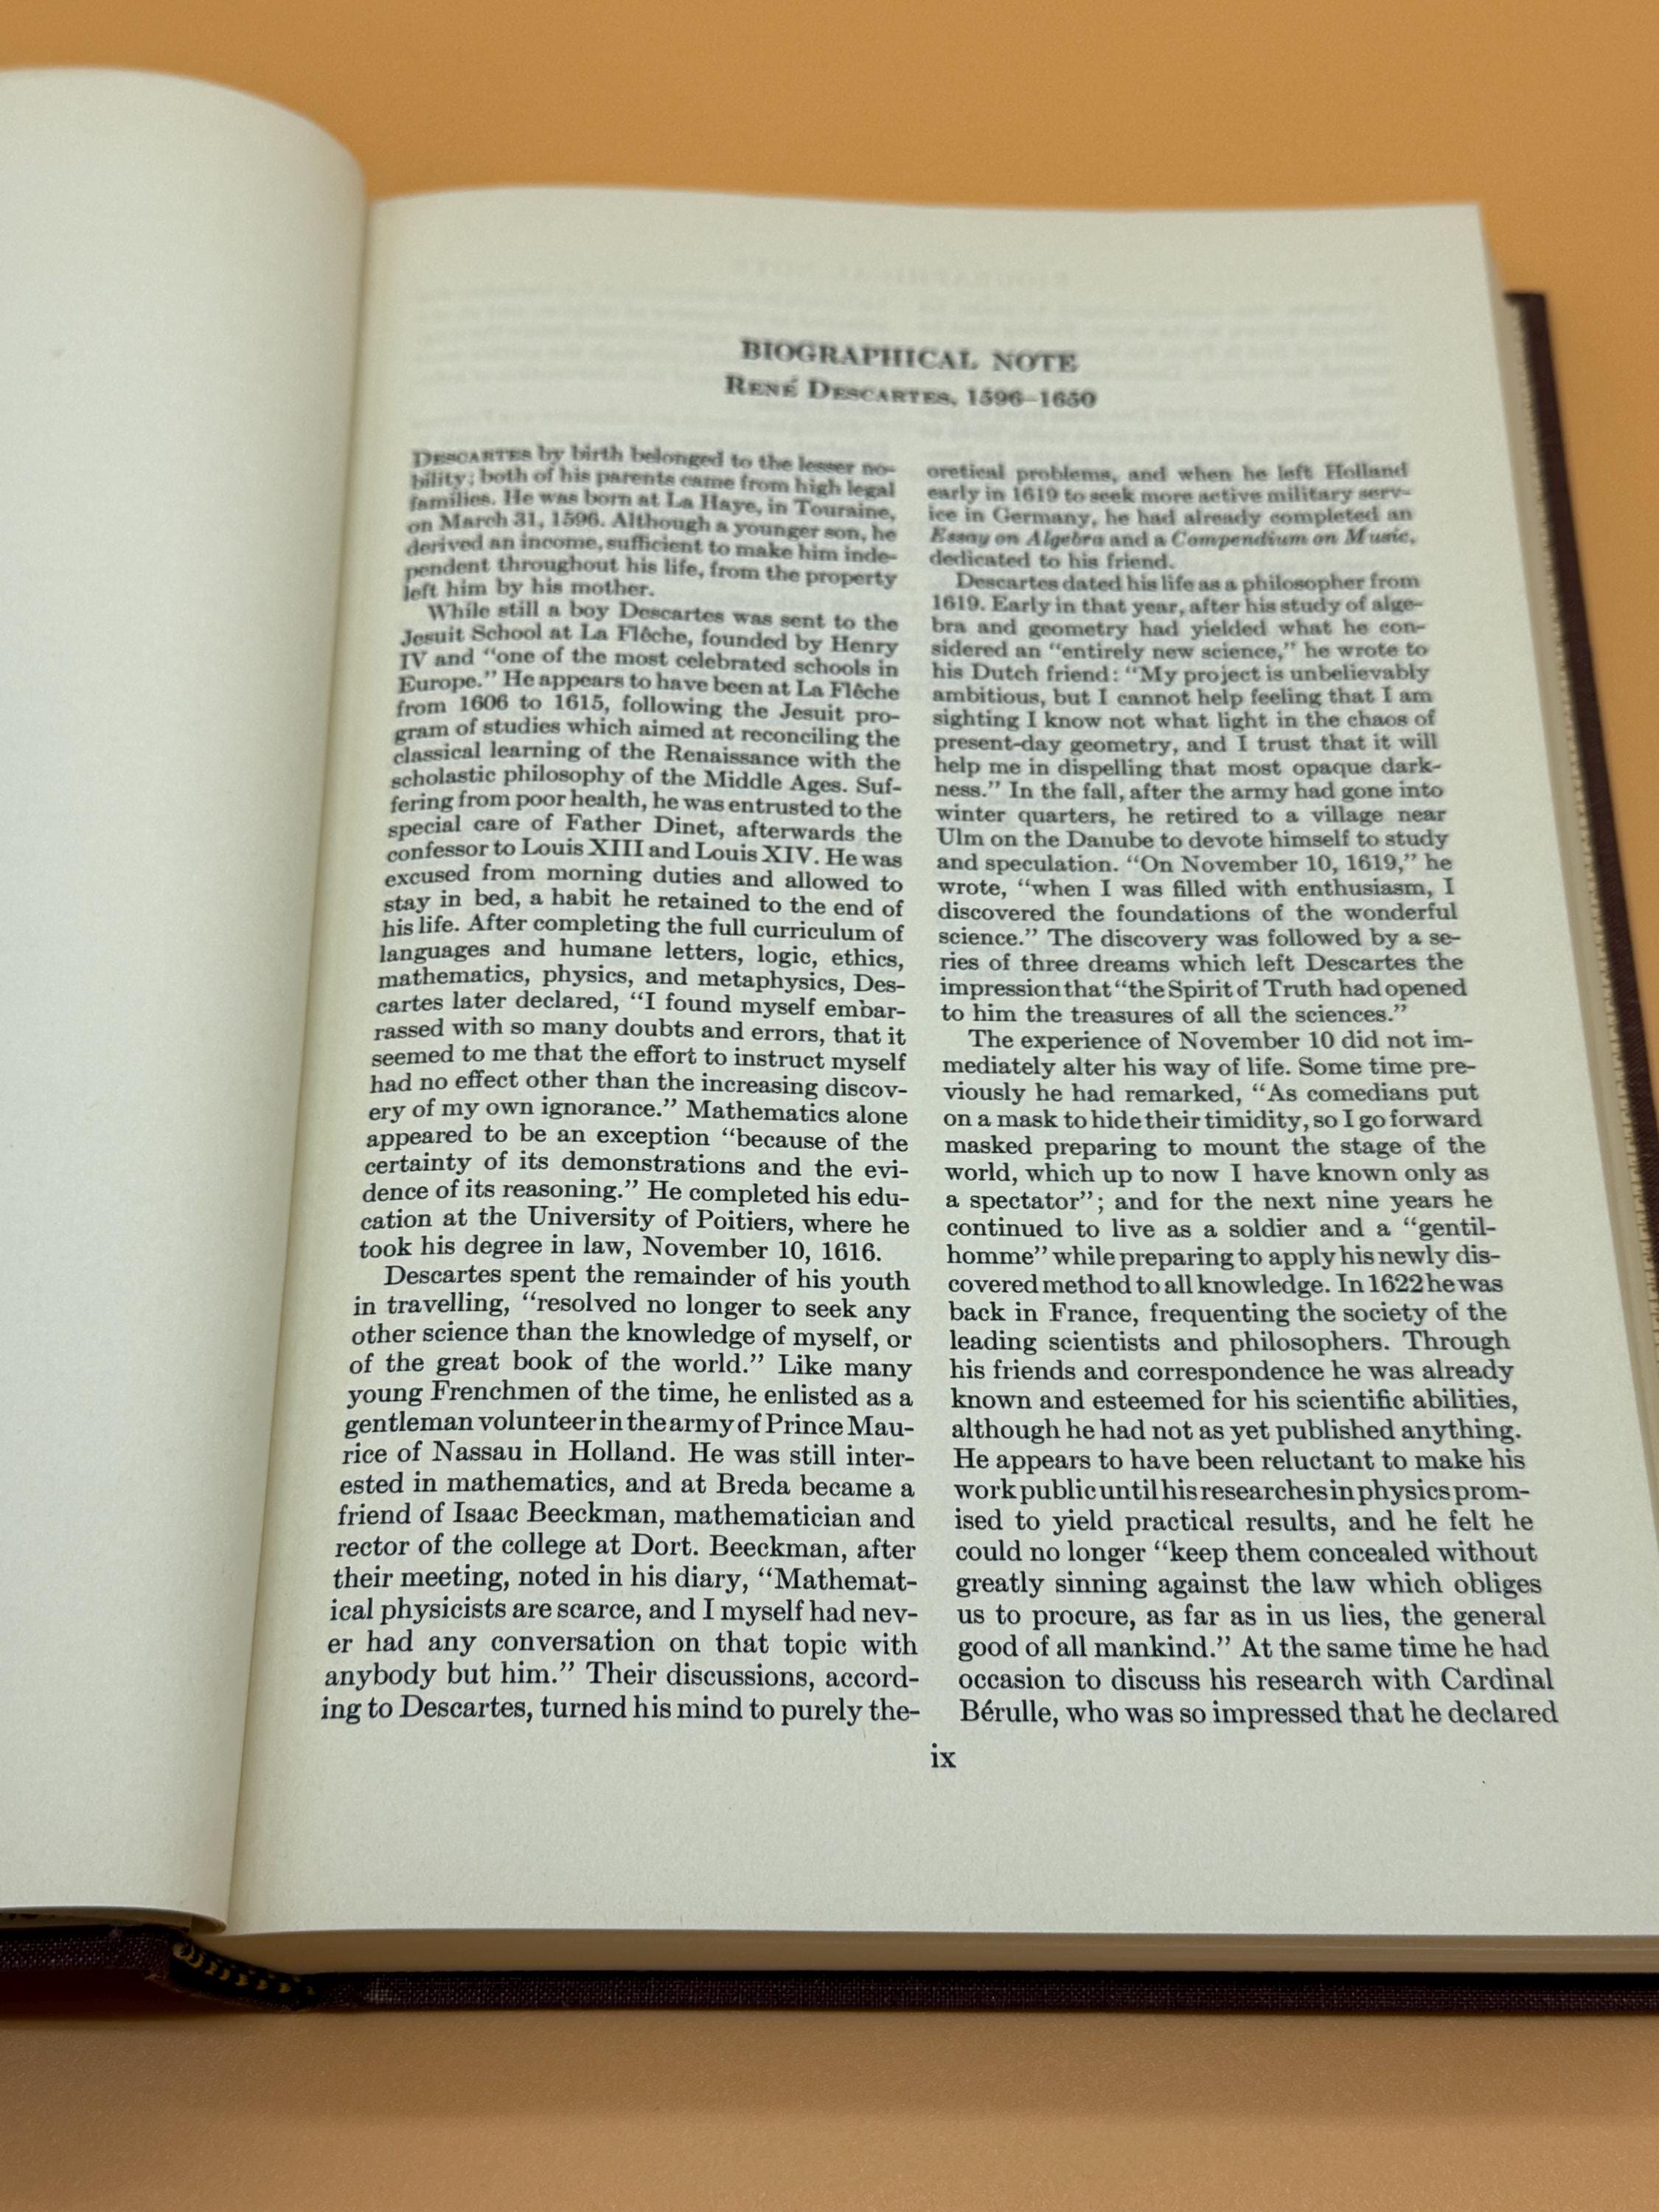 BIOGRAPHICAL NOTE
RENÉ DESCARTES, 1596–1650
DESCARTES by birth belonged to the lesser no-
bility; both of his parents came from high legal
families. He was born at La Haye, in Touraine,
on March 31, 1596. Although a younger son, he
derived an income, sufficient to make him inde-
pendent throughout his life, from the property
left him by his mother.
While still a boy Descartes was sent to the
Jesuit School at La Flêche, founded by Henry
IV and “one of the most celebrated schools in
Europe.” He appears to have been at La Flêche
from 1606 to 1615, following the Jesuit pro-
gram of studies which aimed at reconciling the
classical learning of the Renaissance with the
scholastic philosophy of the Middle Ages. Suf-
fering from poor health, he was entrusted to the
special care of Father Dinet, afterwards the
confessor to Louis XIII and Louis XIV. He was
excused from morning duties and allowed to
stay in bed, a habit he retained to the end of
his life. After completing the full curriculum of
languages and humane letters, logic, ethics,
mathematics, physics, and metaphysics, Des-
cartes later declared, “I found myself embar-
rassed with so many doubts and errors, that it
seemed to me that the effort to instruct myself
had no effect other than the increasing discov-
ery of my own ignorance.” Mathematics alone
appeared to be an exception “because of the
certainty of its demonstrations and the evi-
dence of its reasoning.” He completed his edu-
cation at the University of Poitiers, where he
took his degree in law, November 10, 1616.
Descartes spent the remainder of his youth
in travelling, “resolved no longer to seek any
other science than the knowledge of myself, or
of the great book of the world.” Like many
young Frenchmen of the time, he enlisted as a
gentleman volunteer in the army of Prince Mau-
rice of Nassau in Holland. He was still inter-
ested in mathematics, and at Breda became a
friend of Isaac Beeckman, mathematician and
rector of the college at Dort. Beeckman, after
their meeting, noted in his diary, “Mathemat-
ical physicists are scarce, and I myself had nev-
er had any conversation on that topic with
anybody but him.” Their discussions, accord-
ing to Descartes, turned his mind to purely the-
oretical problems, and when he left Holland
early in 1619 to seek more active military serv-
ice in Germany, he had already completed an
Essay on Algebra and a Compendium on Music,
dedicated to his friend.
Descartes dated his life as a philosopher from
1619. Early in that year, after his study of alge-
bra and geometry had yielded what he con-
sidered an “entirely new science,” he wrote to
his Dutch friend: “My project is unbelievably
ambitious, but I cannot help feeling that I am
sighting I know not what light in the chaos of
present-day geometry, and I trust that it will
help me in dispelling that most opaque dark-
ness.” In the fall, after the army had gone into
winter quarters, he retired to a village near
Ulm on the Danube to devote himself to study
and speculation. “On November 10, 1619,” he
wrote, “when I was filled with enthusiasm, I
discovered the foundations of the wonderful
science.” The discovery was followed by a se-
ries of three dreams which left Descartes the
impression that “the Spirit of Truth had opened
to him the treasures of all the sciences.”
The experience of November 10 did not im-
mediately alter his way of life. Some time pre-
viously he had remarked, “As comedians put
on a mask to hide their timidity, so I go forward
masked preparing to mount the stage of the
world, which up to now I have known only as
a spectator”; and for the next nine years he
continued to live as a soldier and a “gentil-
homme” while preparing to apply his newly dis-
covered method to all knowledge. In 1622 he was
back in France, frequenting the society of the
leading scientists and philosophers. Through
his friends and correspondence he was already
known and esteemed for his scientific abilities,
although he had not as yet published anything.
He appears to have been reluctant to make his
work public until his researches in physics prom-
ised to yield practical results, and he felt he
could no longer “keep them concealed without
greatly sinning against the law which obliges
us to procure, as far as in us lies, the general
good of all mankind.” At the same time he had
occasion to discuss his research with Cardinal
Bérulle, who was so impressed that he declared
ix